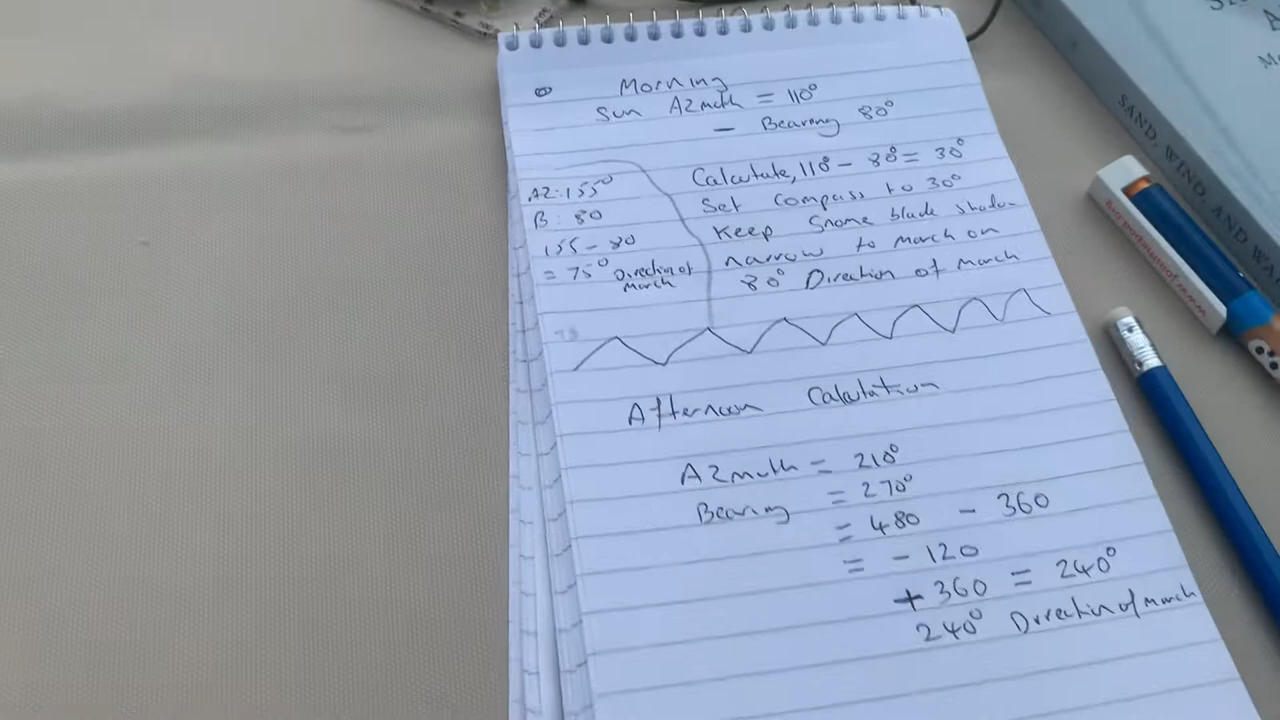 Morning
Sun Azmuth = 110°
- Bearing 80°
Calculate, 110° - 80° = 30°
Set compass to 30°
Keep Gnome blade shadow
narrow to march on
80° Direction of March
AZ: 155°
B: 80
155 - 80
= 75° Direction of
march
Afternoon Calculation
Azmuth = 210°
Bearing = 270°
= 480 - 360
= - 120
+ 360 = 240°
240° Direction of March
SAND, WIND, AND WA